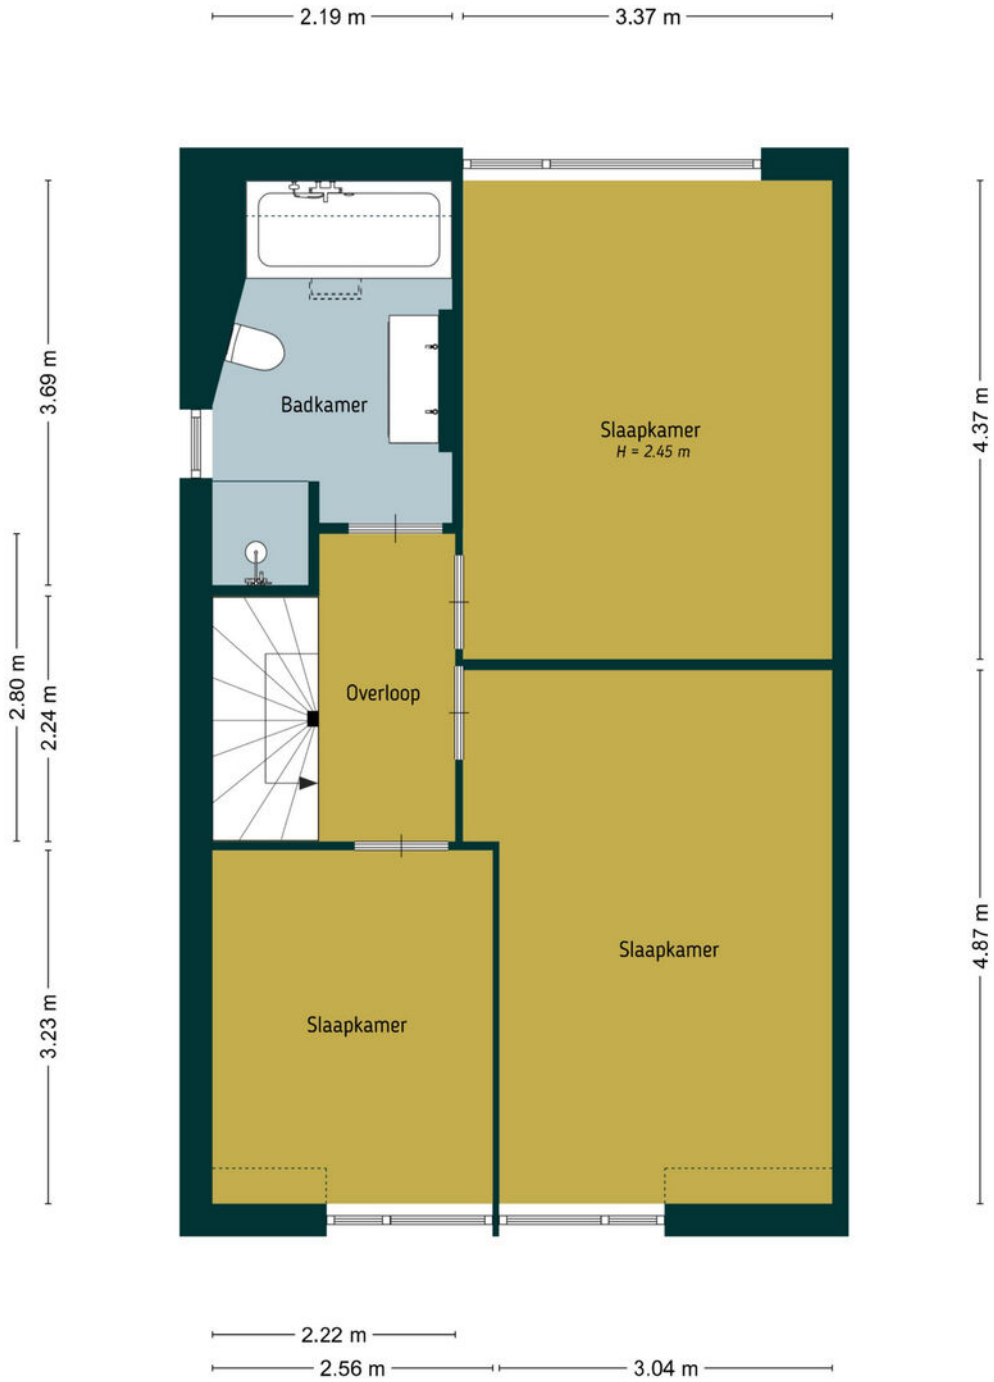 2.19 m
3.37 m
3.69 m
4.37 m
Badkamer
Slaapkamer
H = 2.45 m
2.80 m
2.24 m
Overloop
4.87 m
Slaapkamer
3.23 m
Slaapkamer
2.22 m
2.56 m
3.04 m